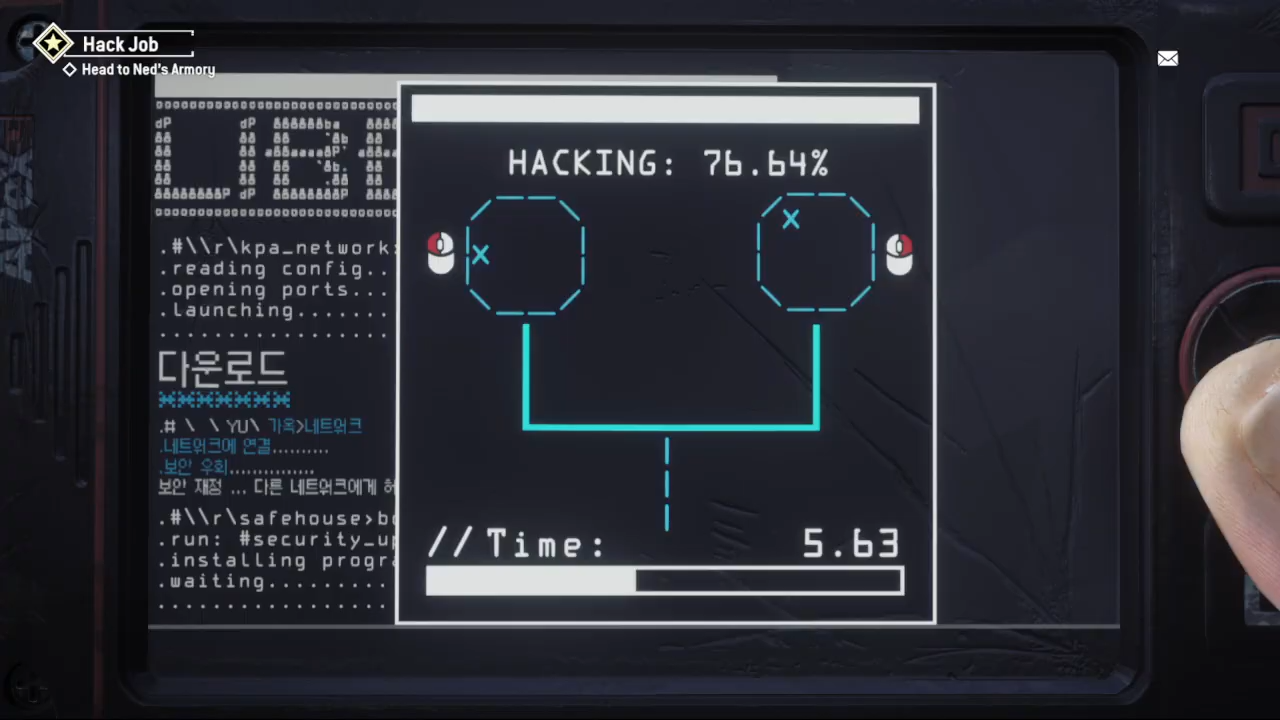 Hack Job
Head to Ned's Armory
HACKING: 76.64%
.#\\r\kpa_network>
.reading config..
.opening ports...
.launching.......
.................
다운로드
.# \ \ YU\ 가옥>네트워크
.네트워크에 연결..........
.보안 우회...............
보안 재정 ... 다른 네트워크에게
.#\\r\safehouse>b
.run: #security_u
.installing progr
.waiting..........
..................
//Time: 5.63